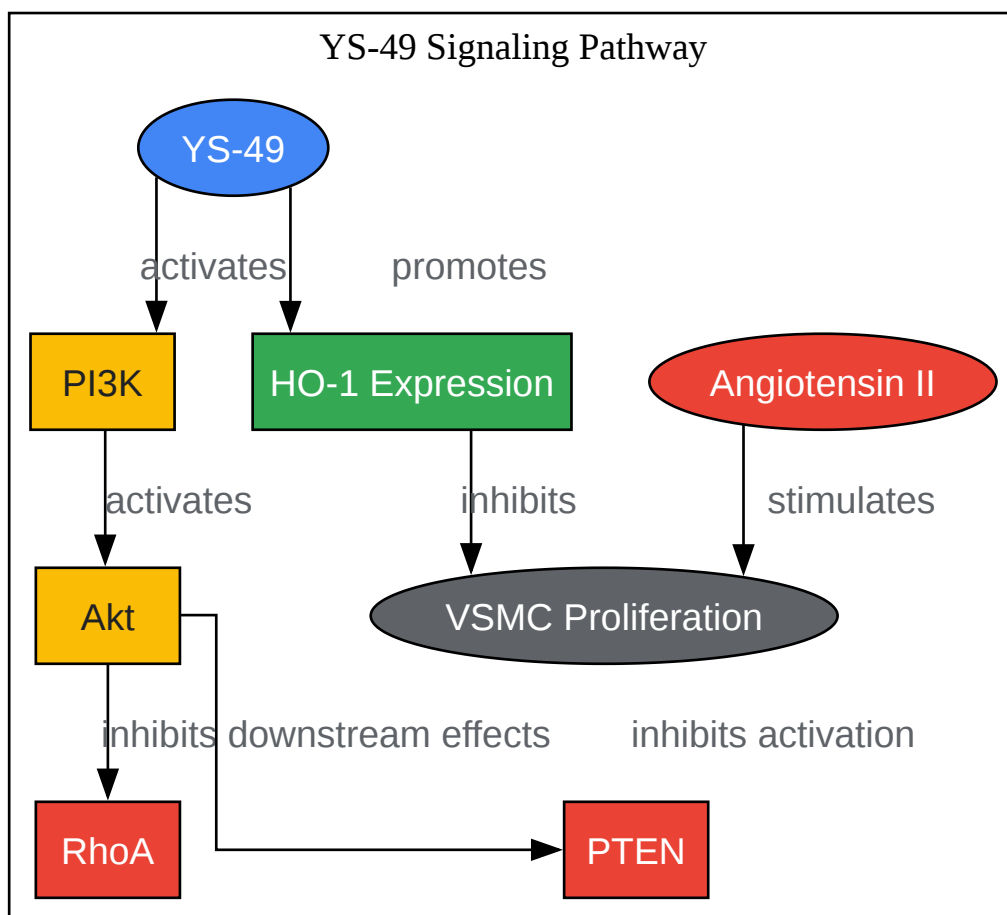 YS-49 Signaling Pathway
YS-49
activates
promotes
PI3K
HO-1 Expression
Angiotensin II
activates
inhibits
stimulates
Akt
VSMC Proliferation
inhibits downstream effects
inhibits activation
RhoA
PTEN